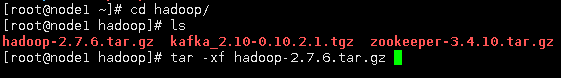 [root@node1 ~]# cd hadoop/
[root@node1 hadoop]# ls
hadoop-2.7.6.tar.gz  kafka_2.10-0.10.2.1.tgz  zookeeper-3.4.10.tar.gz
[root@node1 hadoop]# tar -xf hadoop-2.7.6.tar.gz